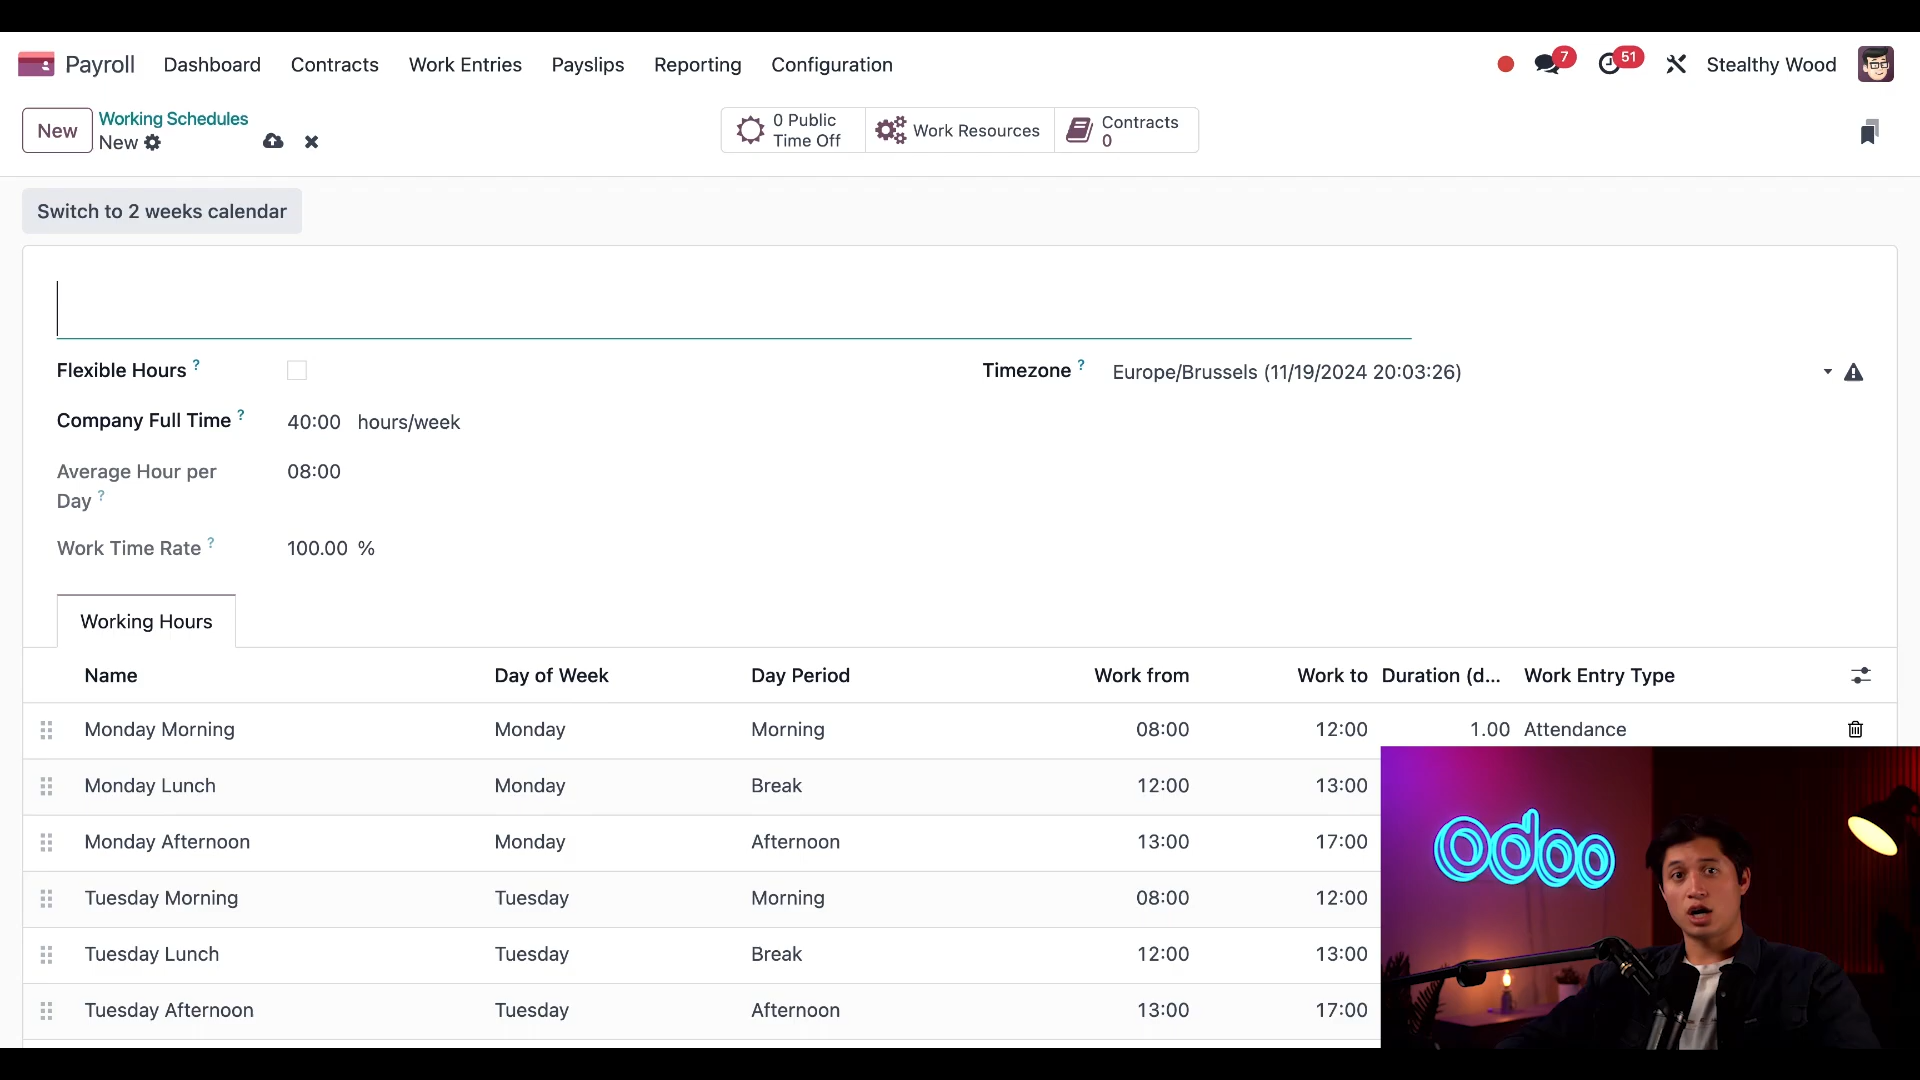 Payroll Dashboard Contracts Work Entries Payslips Reporting Configuration 7 51 Stealthy Wood
New Working Schedules 0 Public Work Resources Contracts
New Time Off 0
Switch to 2 weeks calendar
Flexible Hours ? Timezone ? Europe/Brussels (11/19/2024 20:03:26)
Company Full Time ? 40:00 hours/week
Average Hour per 08:00
Day ?
Work Time Rate ? 100.00 %
Working Hours
Name Day of Week Day Period Work from Work to Duration (d... Work Entry Type
Monday Morning Monday Morning 08:00 12:00 1.00 Attendance
Monday Lunch Monday Break 12:00 13:00
Monday Afternoon Monday Afternoon 13:00 17:00
Tuesday Morning Tuesday Morning 08:00 12:00
Tuesday Lunch Tuesday Break 12:00 13:00
Tuesday Afternoon Tuesday Afternoon 13:00 17:00
odoo